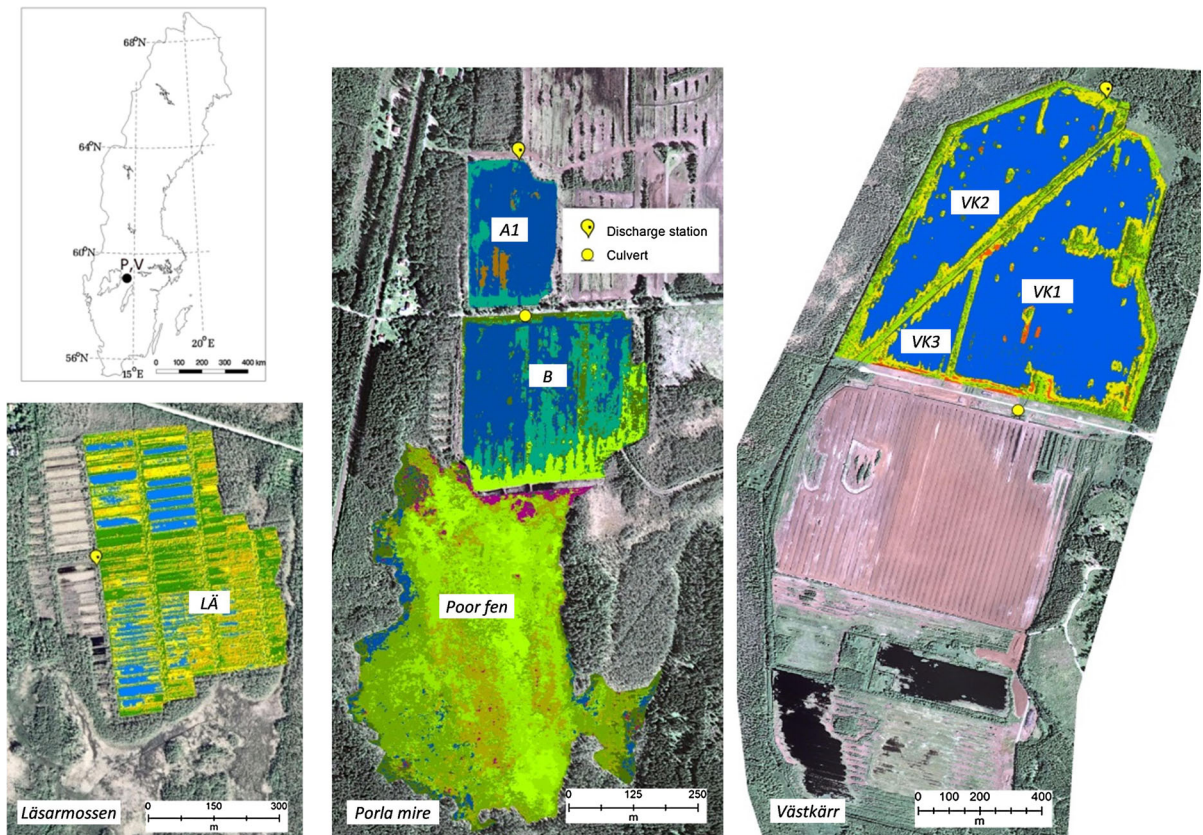 68°N
64°N
60°N
P V
56°N
15°E
20°E
0 100 200 300 400 km
LÄ
Läsarmossen
0 150 300
m
A1
Discharge station
Culvert
B
Poor fen
Porla mire
0 125 250
m
VK2
VK1
VK3
Västkärr
0 100 200 400
m